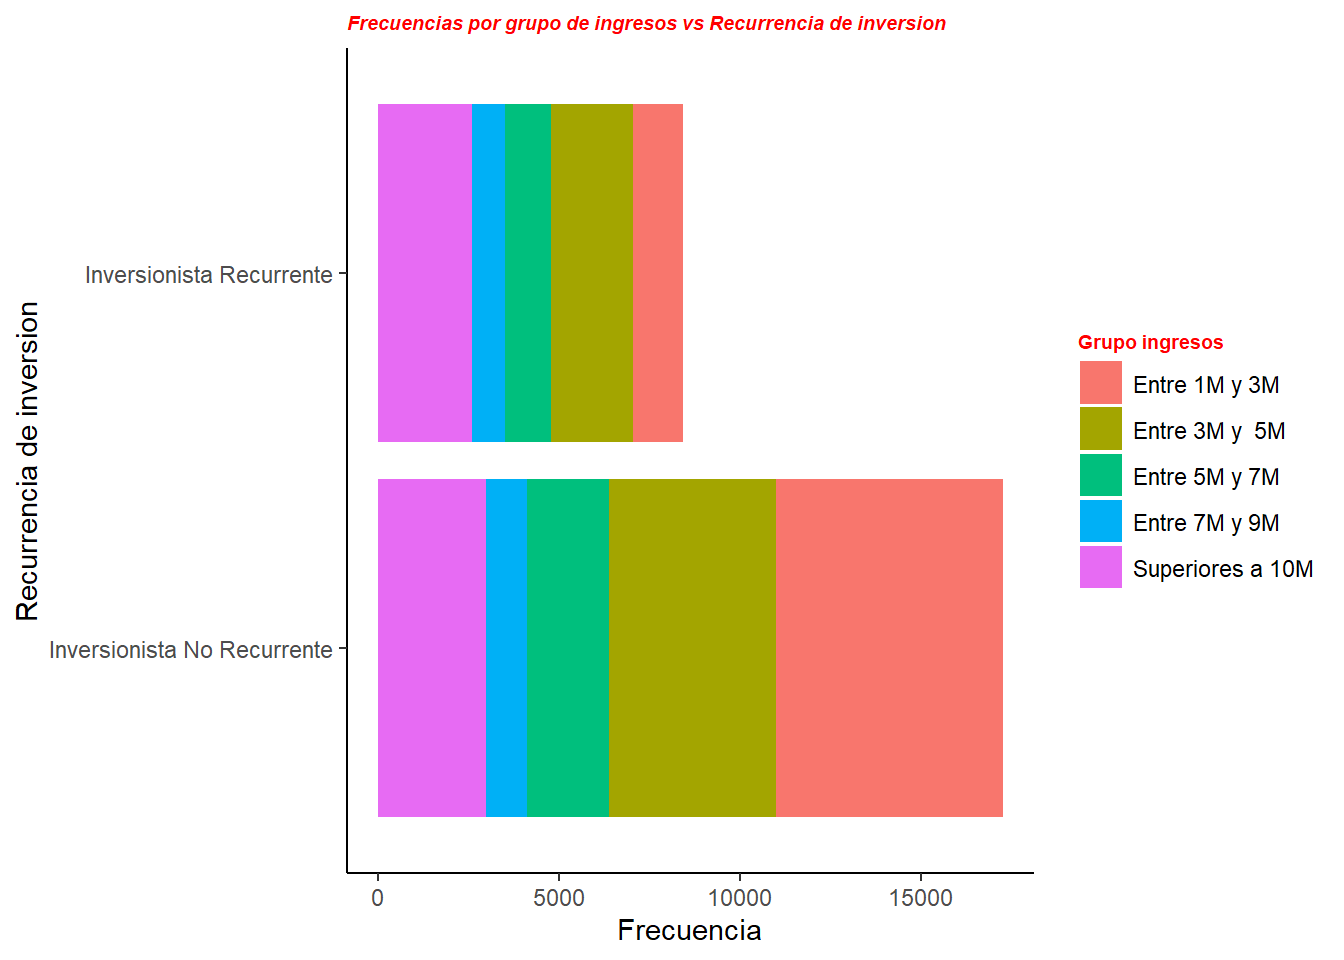 Frecuencias por grupo de ingresos vs Recurrencia de inversion
Recurrencia de inversion
Inversionista Recurrente
Inversionista No Recurrente
0 5000 10000 15000
Frecuencia
Grupo ingresos
Entre 1M y 3M
Entre 3M y  5M
Entre 5M y 7M
Entre 7M y 9M
Superiores a 10M